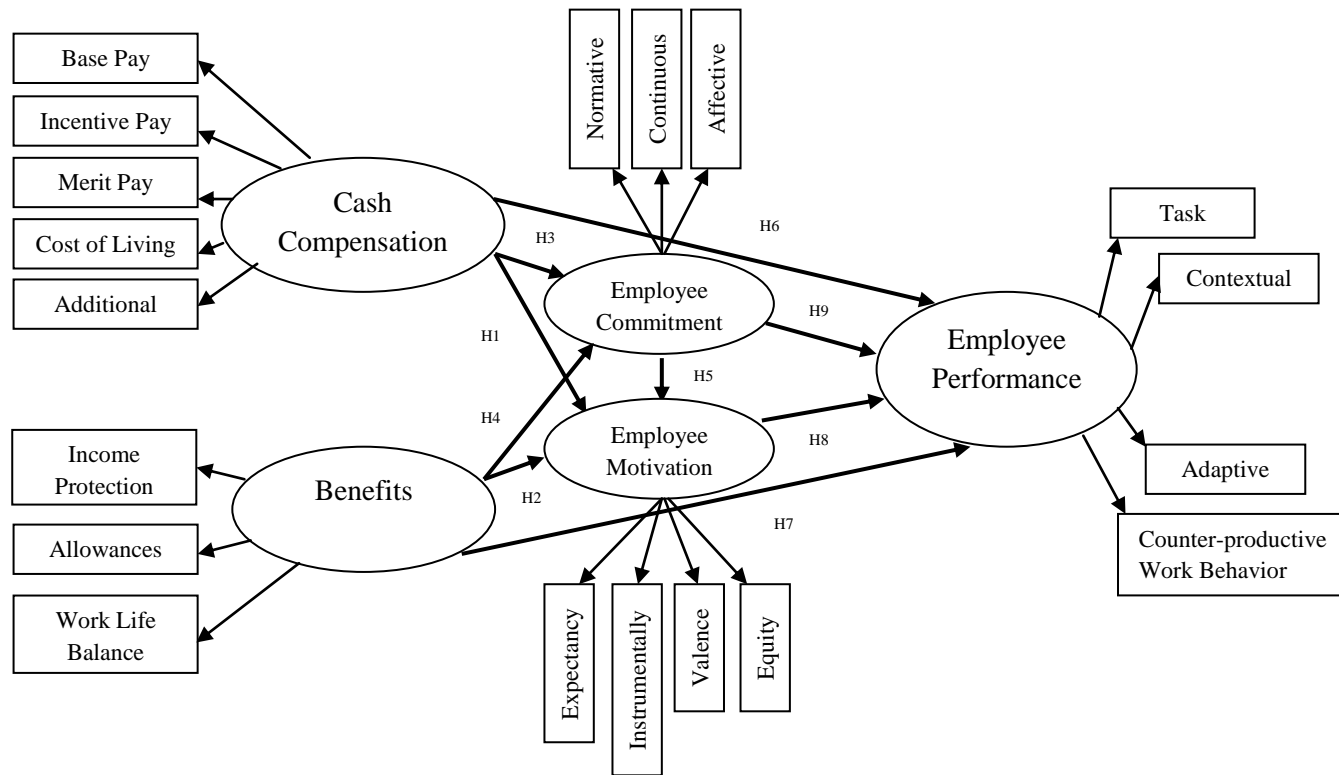 Base Pay
Incentive Pay
Merit Pay
Cost of Living
Additional
Cash
Compensation
Normative
Continuous
Affective
H3
H6
H1
H4
H2
H5
H9
H8
H7
Employee
Commitment
Employee
Motivation
Income
Protection
Allowances
Work Life
Balance
Benefits
Expectancy
Instrumentally
Valence
Equity
Employee
Performance
Task
Contextual
Adaptive
Counter-productive
Work Behavior